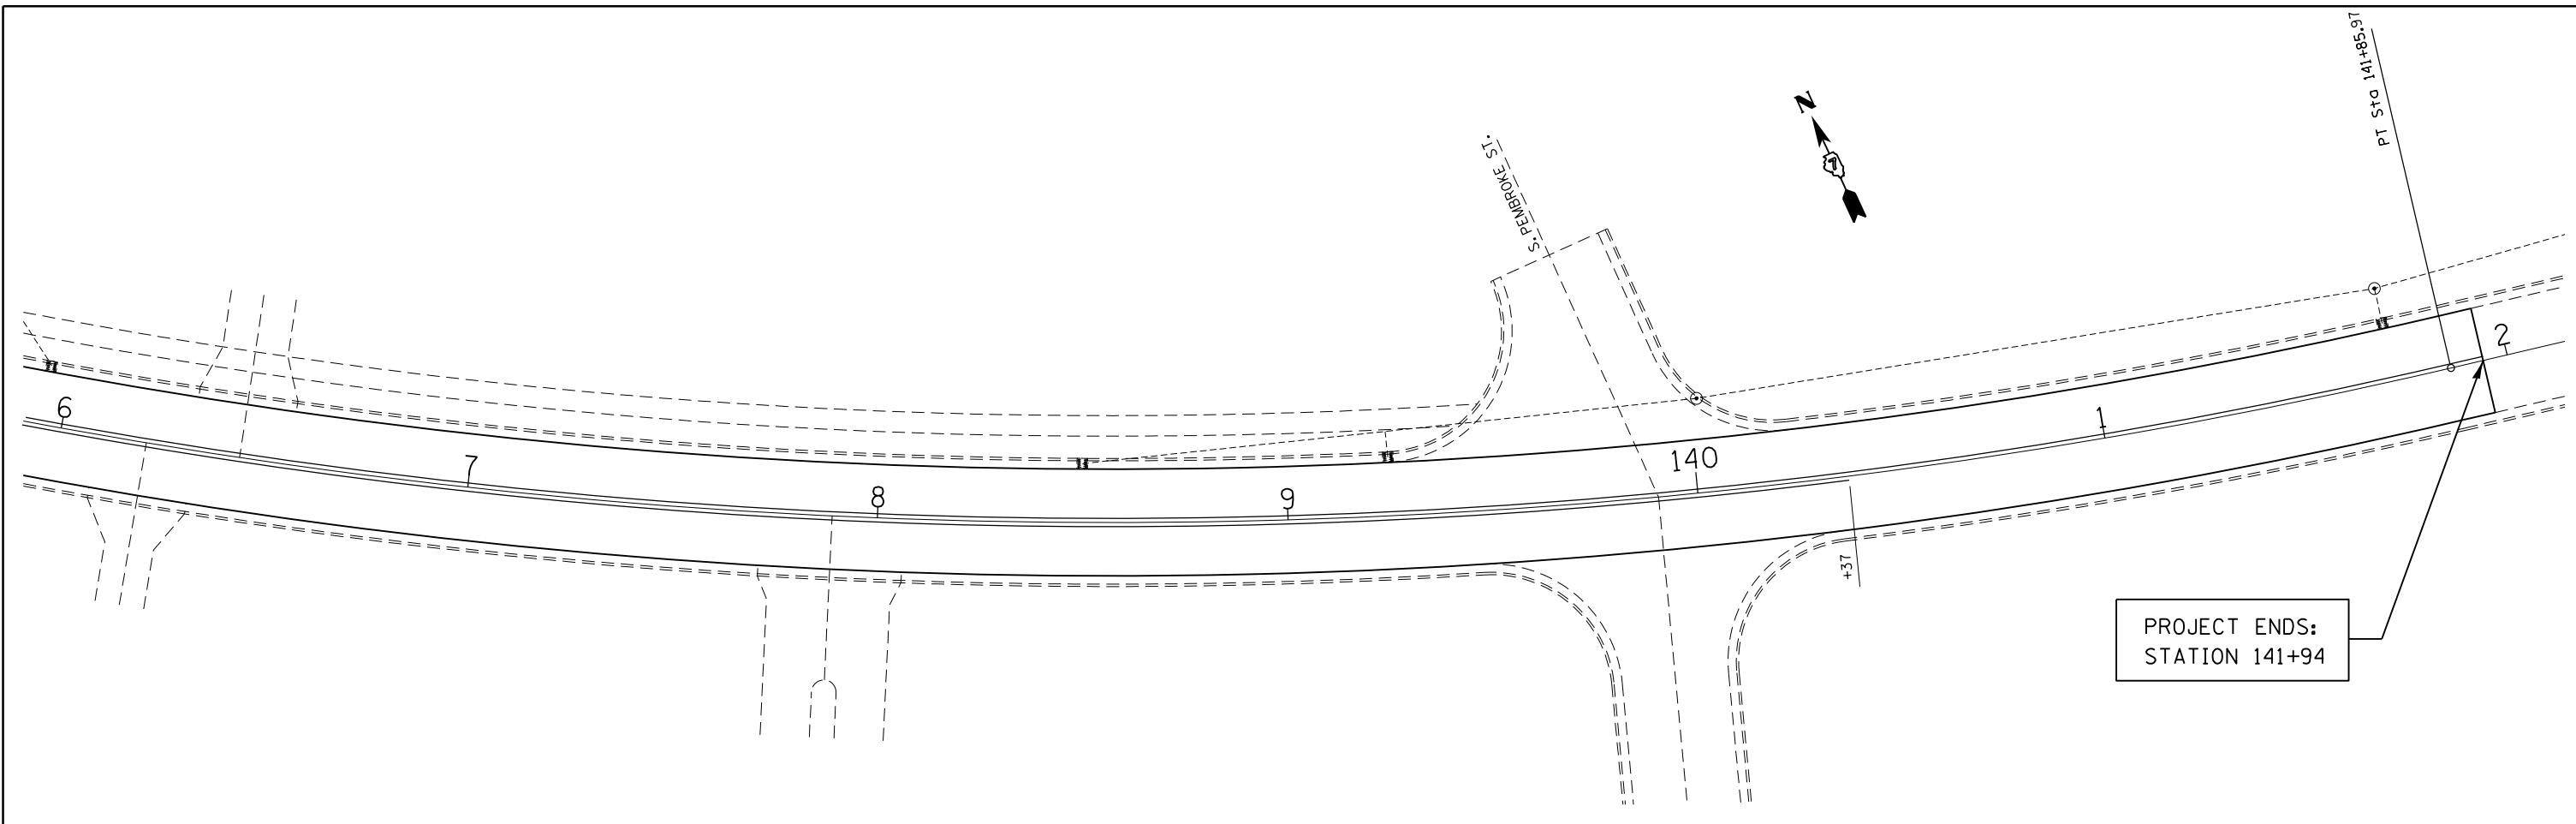 PT Sta 141+85.97
N
7
S. PEMBROKE ST.
6
7
8
9
140
1
2
+37
PROJECT ENDS:
STATION 141+94